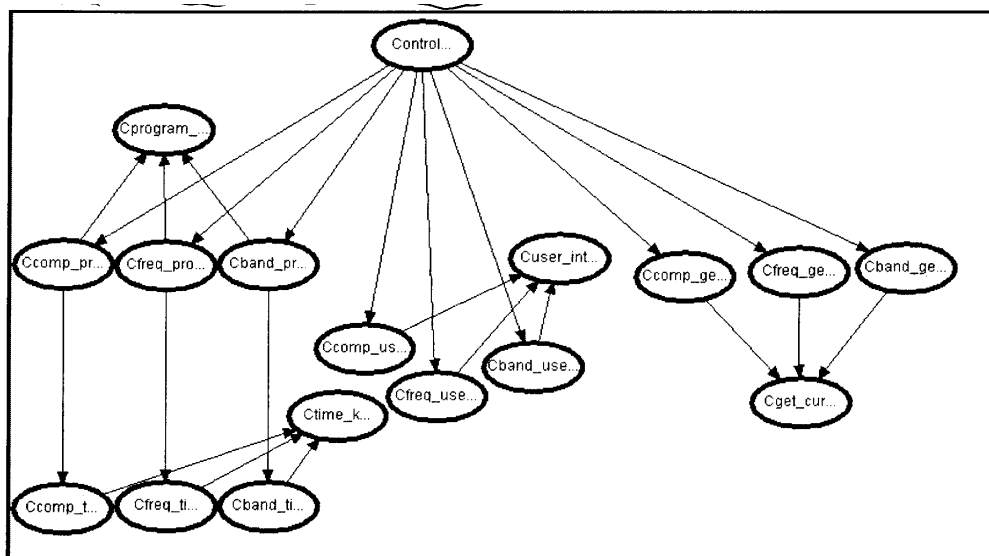 Control...
Cprogram_...
Ccomp_pr...
Cfreq_pro...
Cband_pr...
Cuser_int...
Ccomp_ge...
Cfreq_ge...
Cband_ge...
Ccomp_us...
Cband_use...
Cfreq_use...
Cget_cur...
Ctime_k...
Ccomp_t...
Cfreq_ti...
Cband_ti...